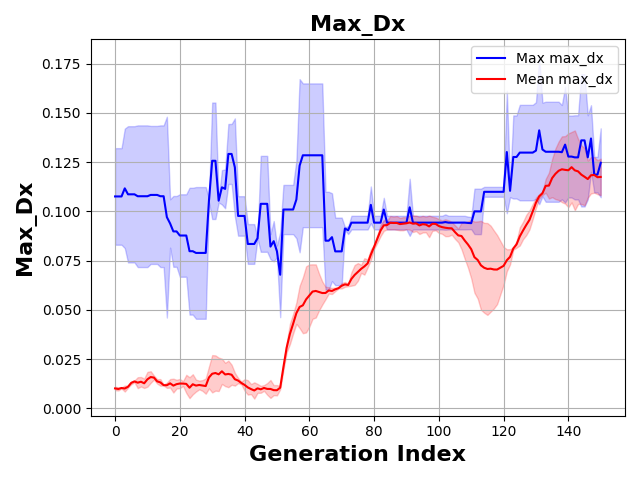 Max_Dx
Max max_dx
Mean max_dx
Max_Dx
0.175
0.150
0.125
0.100
0.075
0.050
0.025
0.000
0 20 40 60 80 100 120 140
Generation Index